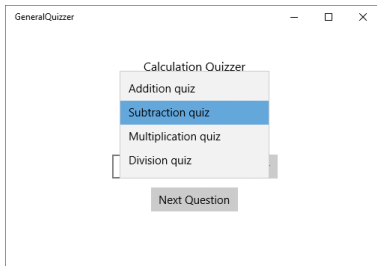 GeneralQuizzer
Calculation Quizzer
Addition quiz
Subtraction quiz
Multiplication quiz
Division quiz
Next Question